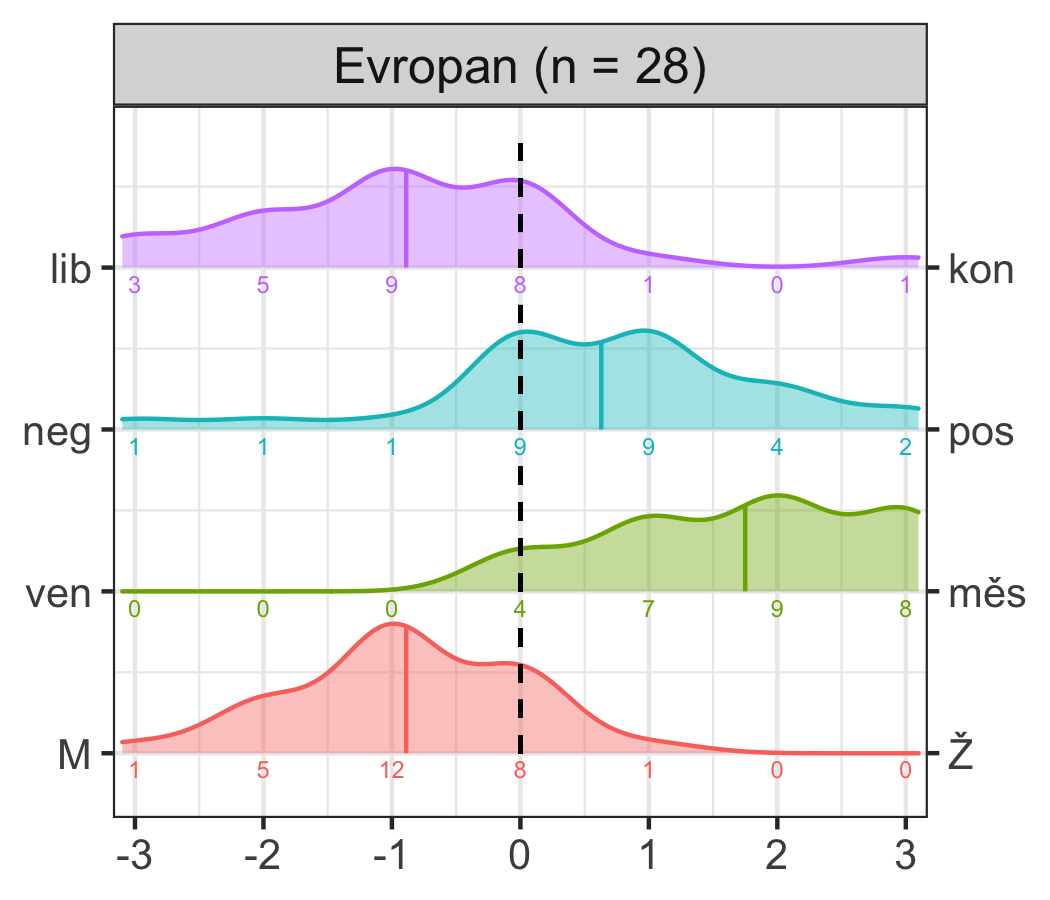 Evropan (n = 28)
lib kon
3 5 9 8 1 0 1
neg pos
1 1 1 9 9 4 2
ven měs
0 0 0 4 7 9 8
M Ž
1 5 12 8 1 0 0
-3 -2 -1 0 1 2 3